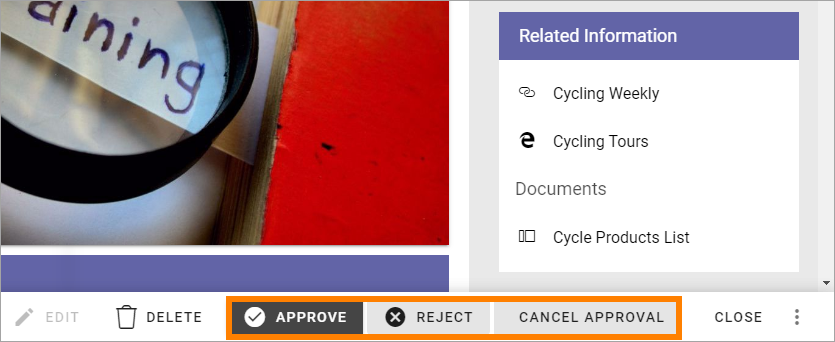 aining
Related Information
Cycling Weekly
Cycling Tours
Documents
Cycle Products List
EDIT
DELETE
APPROVE
REJECT
CANCEL APPROVAL
CLOSE